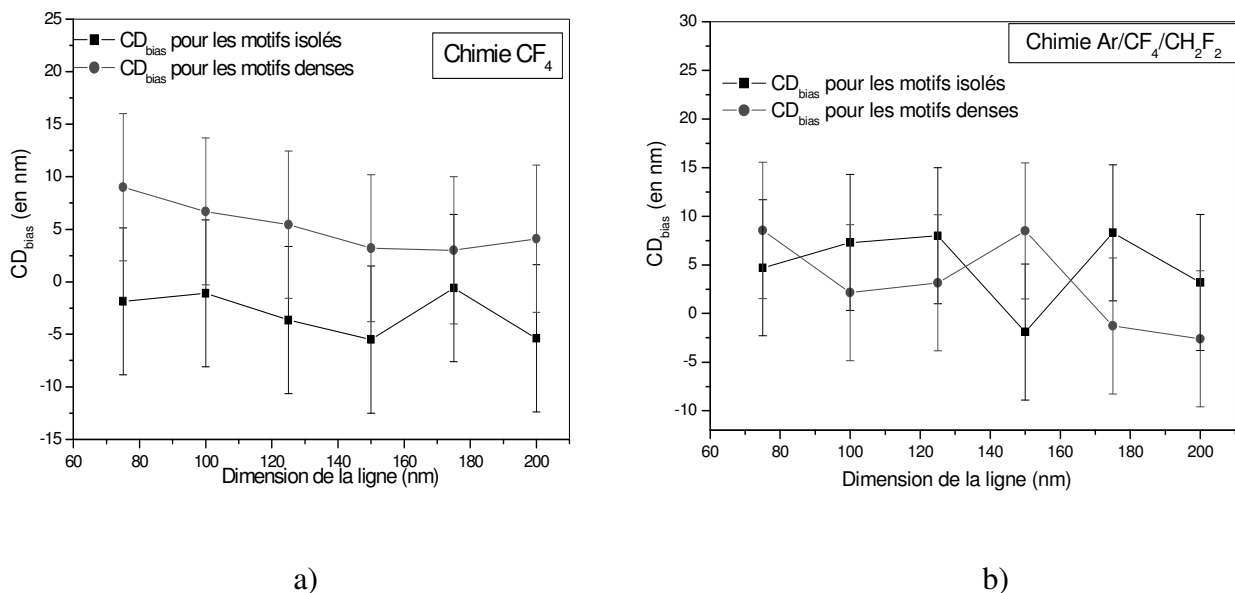 25
20
15
10
5
0
-5
-10
-15
CD_bias (en nm)
CD_bias pour les motifs isolés
CD_bias pour les motifs denses
Chimie CF_4
60 80 100 120 140 160 180 200
Dimension de la ligne (nm)
a)
30
25
20
15
10
5
0
-5
-10
CD_bias (en nm)
Chimie Ar/CF_4/CH_2F_2
CD_bias pour les motifs isolés
CD_bias pour les motifs denses
60 80 100 120 140 160 180 200
Dimension de la ligne (nm)
b)